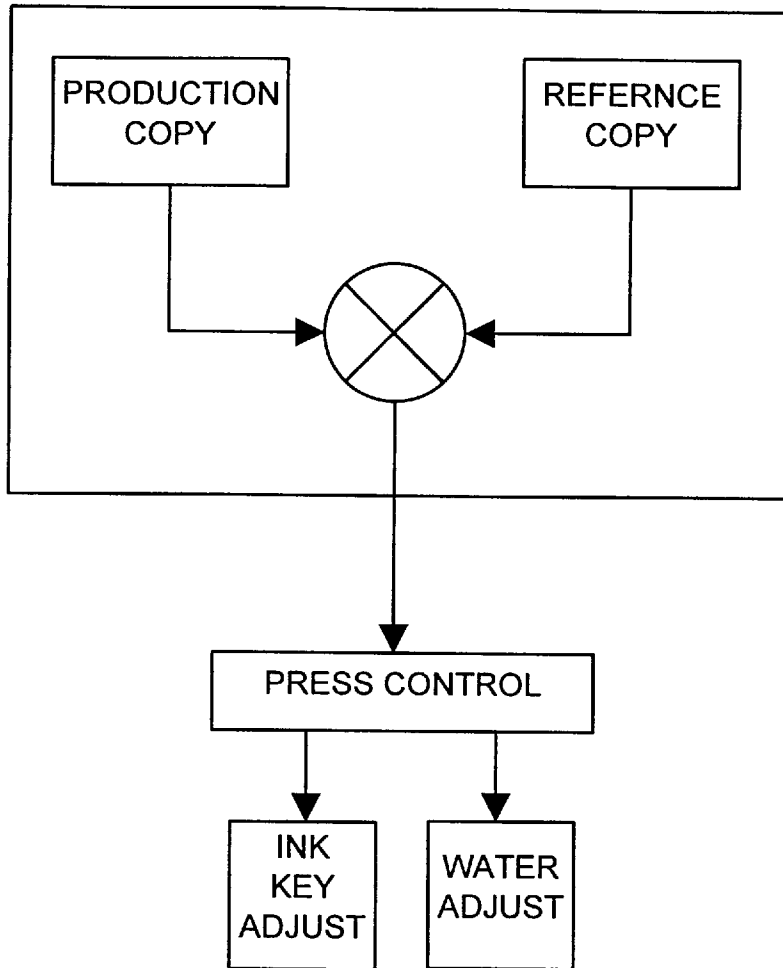 PRODUCTION
COPY
REFERNCE
COPY
PRESS CONTROL
INK
KEY
ADJUST
WATER
ADJUST